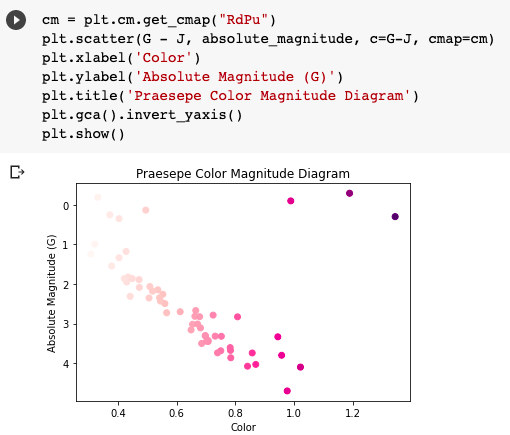 cm = plt.cm.get_cmap("RdPu")
plt.scatter(G - J, absolute_magnitude, c=G-J, cmap=cm)
plt.xlabel('Color')
plt.ylabel('Absolute Magnitude (G)')
plt.title('Praesepe Color Magnitude Diagram')
plt.gca().invert_yaxis()
plt.show()
Praesepe Color Magnitude Diagram
Absolute Magnitude (G)
0
1
2
3
4
0.4 0.6 0.8 1.0 1.2
Color